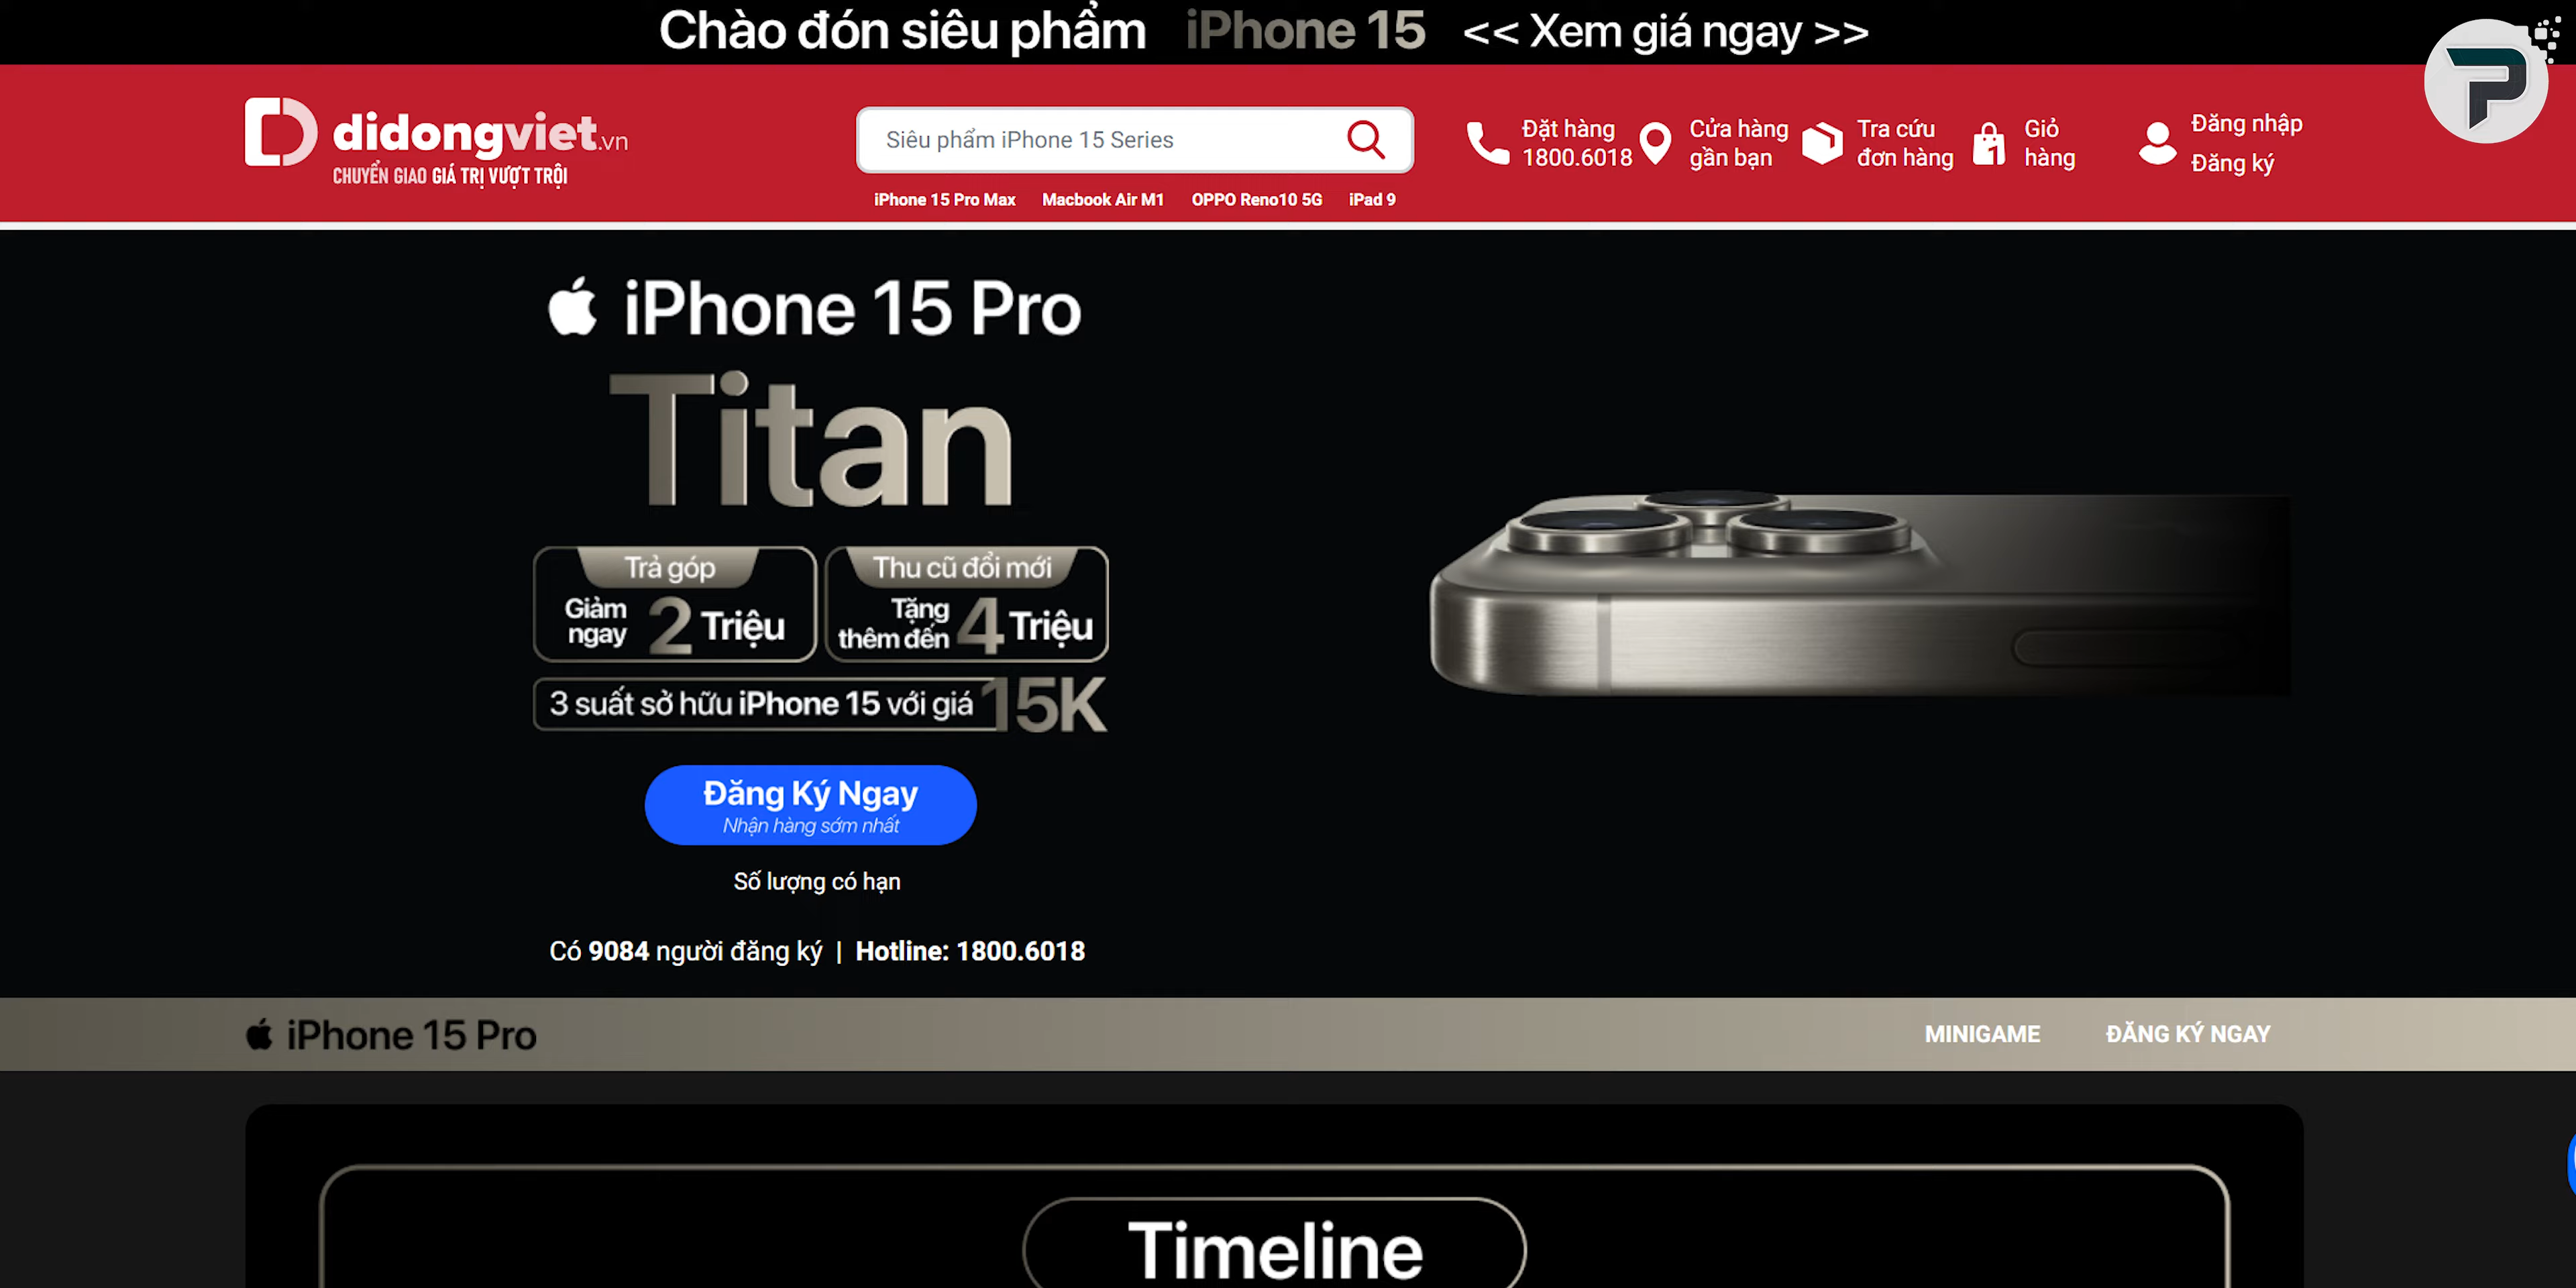 Chào đón siêu phẩm iPhone 15 << Xem giá ngay >>
didongviet.vn
CHUYỂN GIAO GIÁ TRỊ VƯỢT TRỘI
Siêu phẩm iPhone 15 Series
iPhone 15 Pro Max Macbook Air M1 OPPO Reno10 5G iPad 9
Đặt hàng
1800.6018
Cửa hàng
gần bạn
Tra cứu
đơn hàng
1
Giỏ
hàng
Đăng nhập
Đăng ký
P
iPhone 15 Pro
Titan
Trả góp
Giảm
ngay
2 Triệu
Thu cũ đổi mới
Tặng
thêm đến
4 Triệu
3 suất sở hữu iPhone 15 với giá 15K
Đăng Ký Ngay
Nhận hàng sớm nhất
Số lượng có hạn
Có 9084 người đăng ký | Hotline: 1800.6018
iPhone 15 Pro
MINIGAME
ĐĂNG KÝ NGAY
Timeline